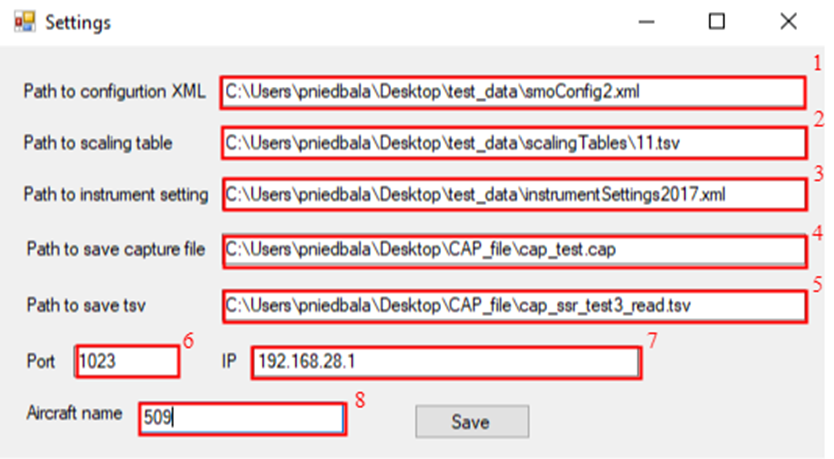 Settings
1
Path to configurtion XML C:\Users\pniedbala\Desktop\test_data\smoConfig2.xml
2
Path to scaling table C:\Users\pniedbala\Desktop\test_data\scalingTables\11.tsv
3
Path to instrument setting C:\Users\pniedbala\Desktop\test_data\instrumentSettings2017.xml
4
Path to save capture file C:\Users\pniedbala\Desktop\CAP_file\cap_test.cap
5
Path to save tsv C:\Users\pniedbala\Desktop\CAP_file\cap_ssr_test3_read.tsv
6 7
Port 1023 IP 192.168.28.1
8
Aircraft name 509 Save